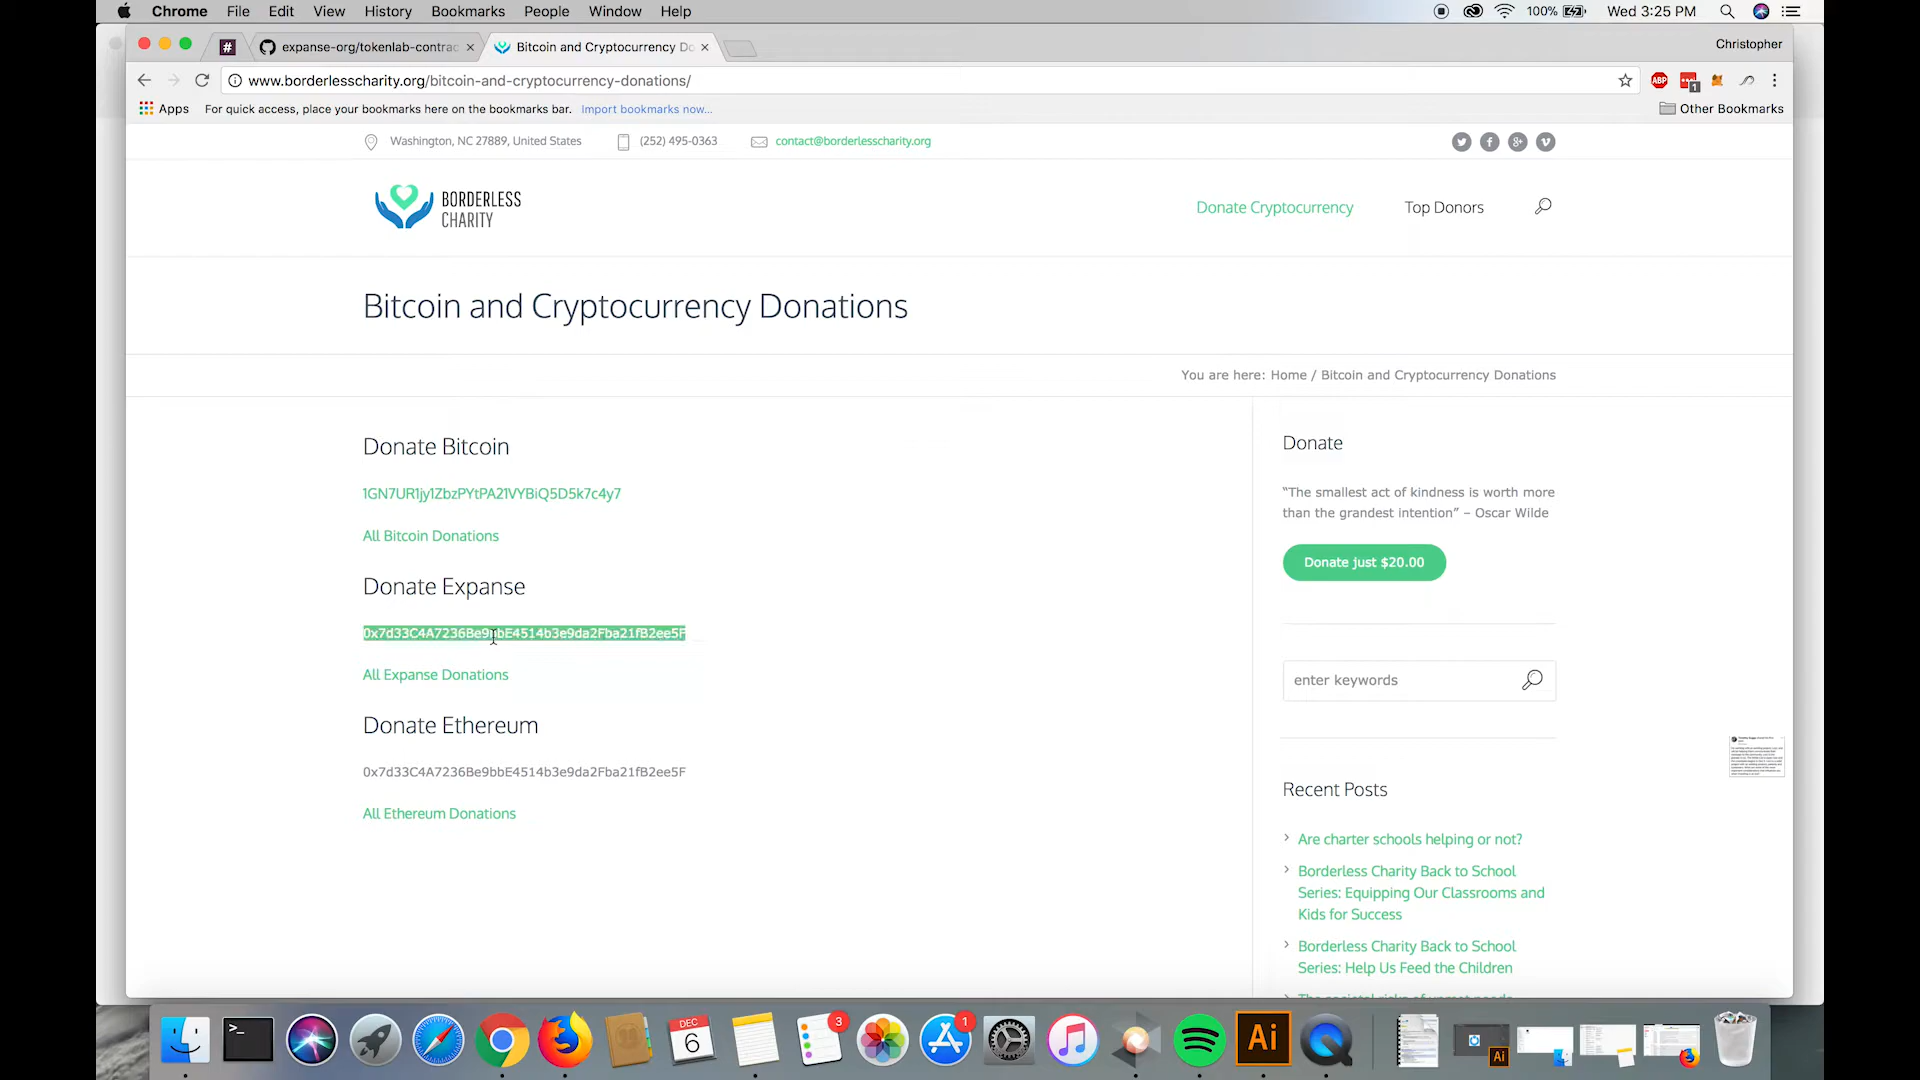 Chrome File Edit View History Bookmarks People Window Help 100% Wed 3:25 PM
# expanse-org/tokenlab-contrac × Bitcoin and Cryptocurrency Do × Christopher
www.borderlesscharity.org/bitcoin-and-cryptocurrency-donations/ ABP 1
Apps For quick access, place your bookmarks here on the bookmarks bar. Import bookmarks now... Other Bookmarks
Washington, NC 27889, United States (252) 495-0363 contact@borderlesscharity.org
BORDERLESS
CHARITY
Donate Cryptocurrency Top Donors
Bitcoin and Cryptocurrency Donations
You are here: Home / Bitcoin and Cryptocurrency Donations
Donate Bitcoin
1GN7UR1jy1ZbzPYtPA21VYBiQ5D5k7c4y7
All Bitcoin Donations
Donate Expanse
0x7d33C4A7236Be9bbE4514b3e9da2Fba21fB2ee5F
All Expanse Donations
Donate Ethereum
0x7d33C4A7236Be9bbE4514b3e9da2Fba21fB2ee5F
All Ethereum Donations
Donate
“The smallest act of kindness is worth more
than the grandest intention” – Oscar Wilde
Donate just $20.00
enter keywords
Recent Posts
Are charter schools helping or not?
Borderless Charity Back to School
Series: Equipping Our Classrooms and
Kids for Success
Borderless Charity Back to School
Series: Help Us Feed the Children
The societal risks of unmet needs
DEC
6
3
1
Ai
Ai